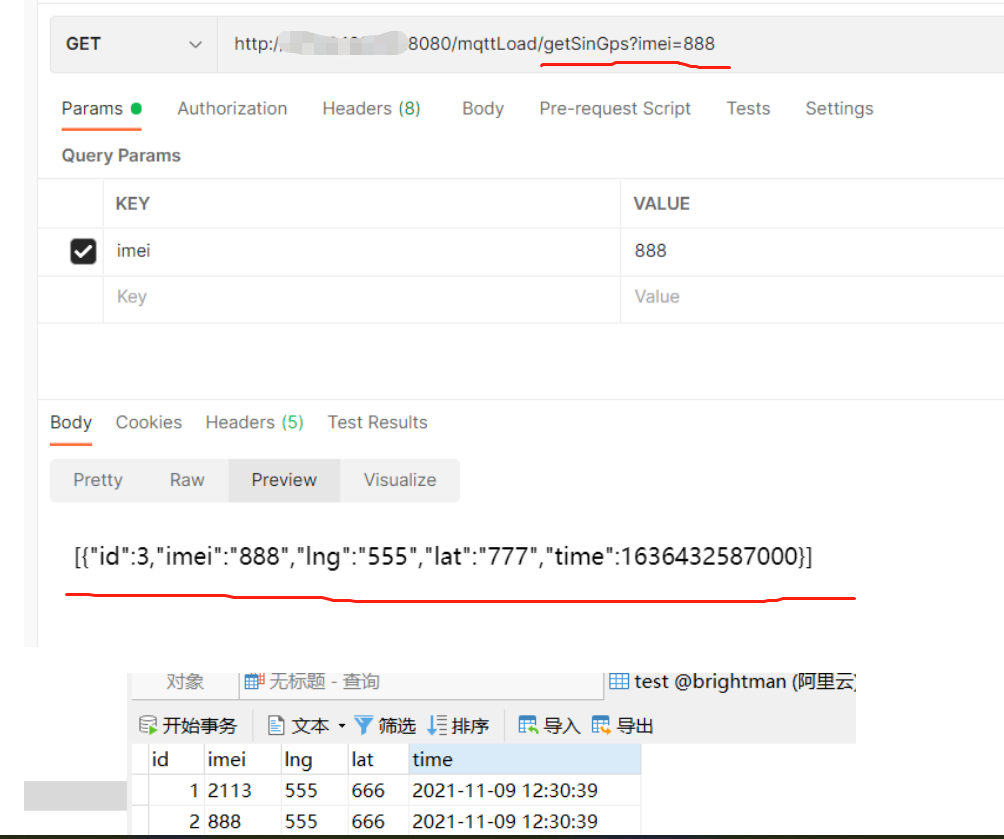 GET http:/ 8080/mqttLoad/getSinGps?imei=888
Params Authorization Headers (8) Body Pre-request Script Tests Settings
Query Params
KEY VALUE
imei 888
Key Value
Body Cookies Headers (5) Test Results
Pretty Raw Preview Visualize
[{"id":3,"imei":"888","lng":"555","lat":"777","time":1636432587000}]
对象 无标题 - 查询 test @brightman (阿里云)
开始事务 文本 筛选 排序 导入 导出
id imei lng lat time
1 2113 555 666 2021-11-09 12:30:39
2 888 555 666 2021-11-09 12:30:39